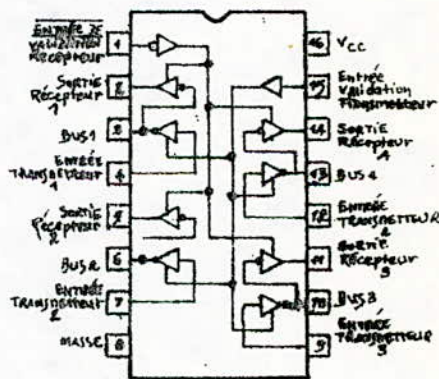 ENTRÉE DE
VALIDATION
RÉCEPTEUR
1
SORTIE
RÉCEPTEUR
1
2
BUS 1
3
ENTRÉE
TRANSMETTEUR
1
4
SORTIE
RÉCEPTEUR
2
5
BUS 2
6
ENTRÉE
TRANSMETTEUR
2
7
MASSE
8
16
VCC
15
Entrée
Validation
Transmetteur
14
SORTIE
RÉCEPTEUR
4
13
BUS 4
12
ENTRÉE
TRANSMETTEUR
4
11
SORTIE
RÉCEPTEUR
3
10
BUS 3
9
ENTRÉE
TRANSMETTEUR
3